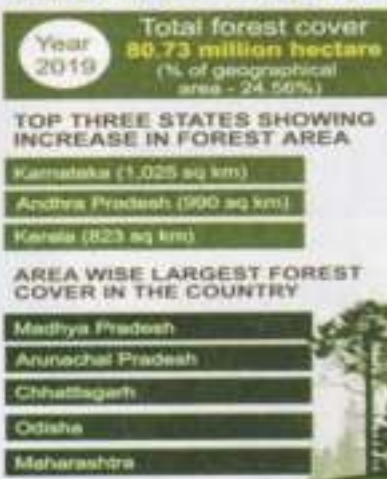 Year
2019
Total forest cover
80.73 million hectare
(% of geographical
area - 24.56%)
TOP THREE STATES SHOWING
INCREASE IN FOREST AREA
Karnataka (1,025 sq km)
Andhra Pradesh (990 sq km)
Kerala (823 sq km)
AREA WISE LARGEST FOREST
COVER IN THE COUNTRY
Madhya Pradesh
Arunachal Pradesh
Chhattisgarh
Odisha
Maharashtra